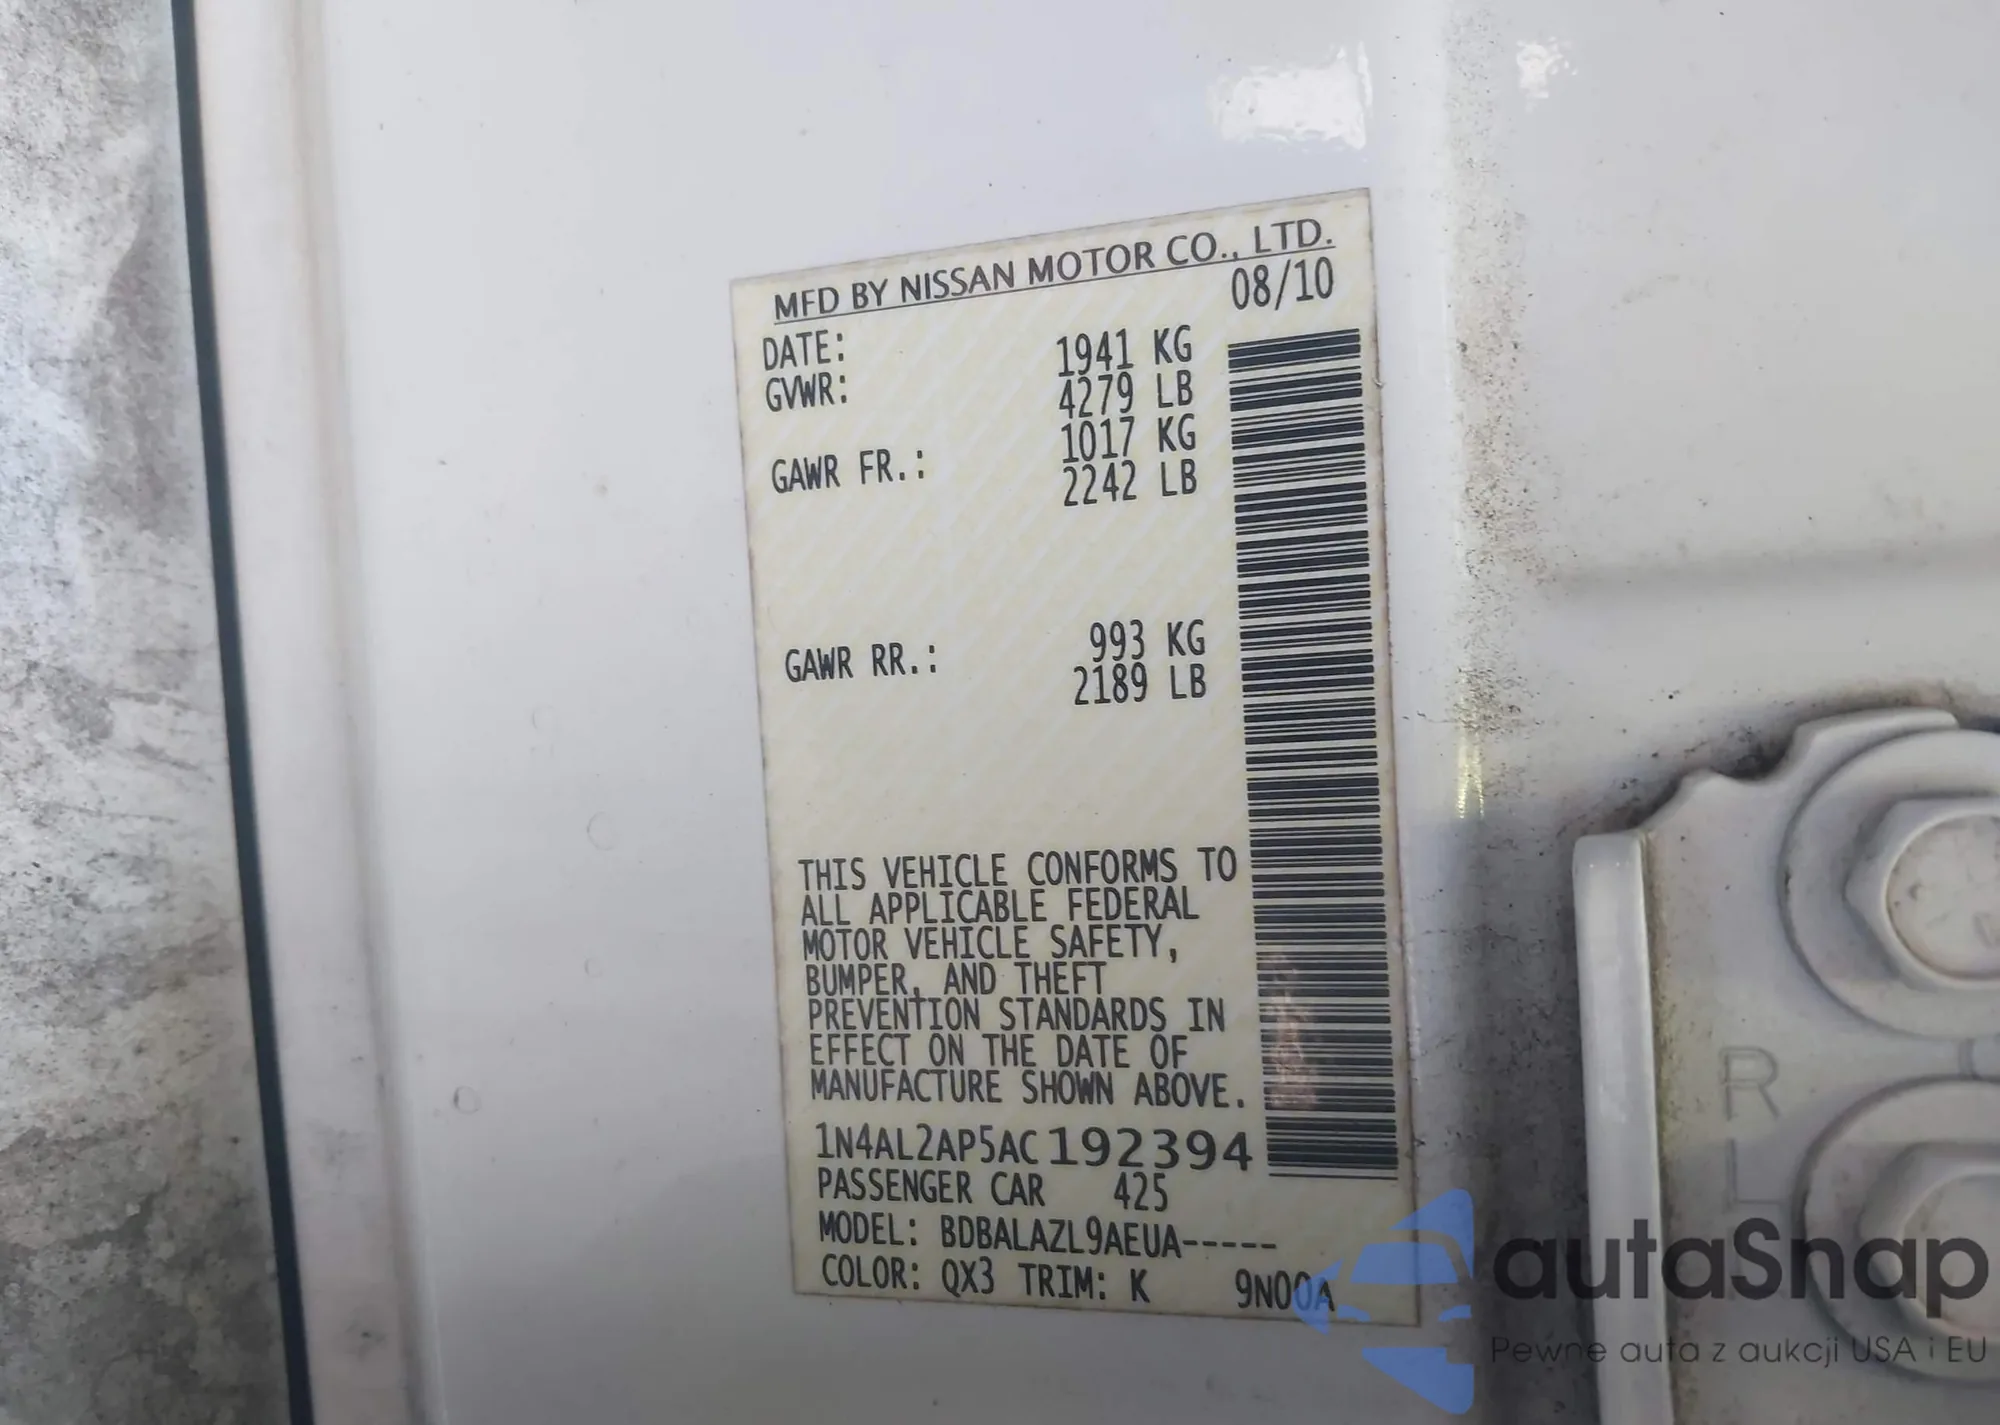 MFD BY NISSAN MOTOR CO., LTD.
DATE: 08/10
GVWR: 1941 KG
4279 LB
GAWR FR.: 1017 KG
2242 LB
GAWR RR.: 993 KG
2189 LB
THIS VEHICLE CONFORMS TO
ALL APPLICABLE FEDERAL
MOTOR VEHICLE SAFETY,
BUMPER, AND THEFT
PREVENTION STANDARDS IN
EFFECT ON THE DATE OF
MANUFACTURE SHOWN ABOVE.
1N4AL2AP5AC192394
PASSENGER CAR 425
MODEL: BDBALAZL9AEUA-----
COLOR: QX3 TRIM: K 9N00A
R
L
autaSnap
Pewne auta z aukcji USA i EU